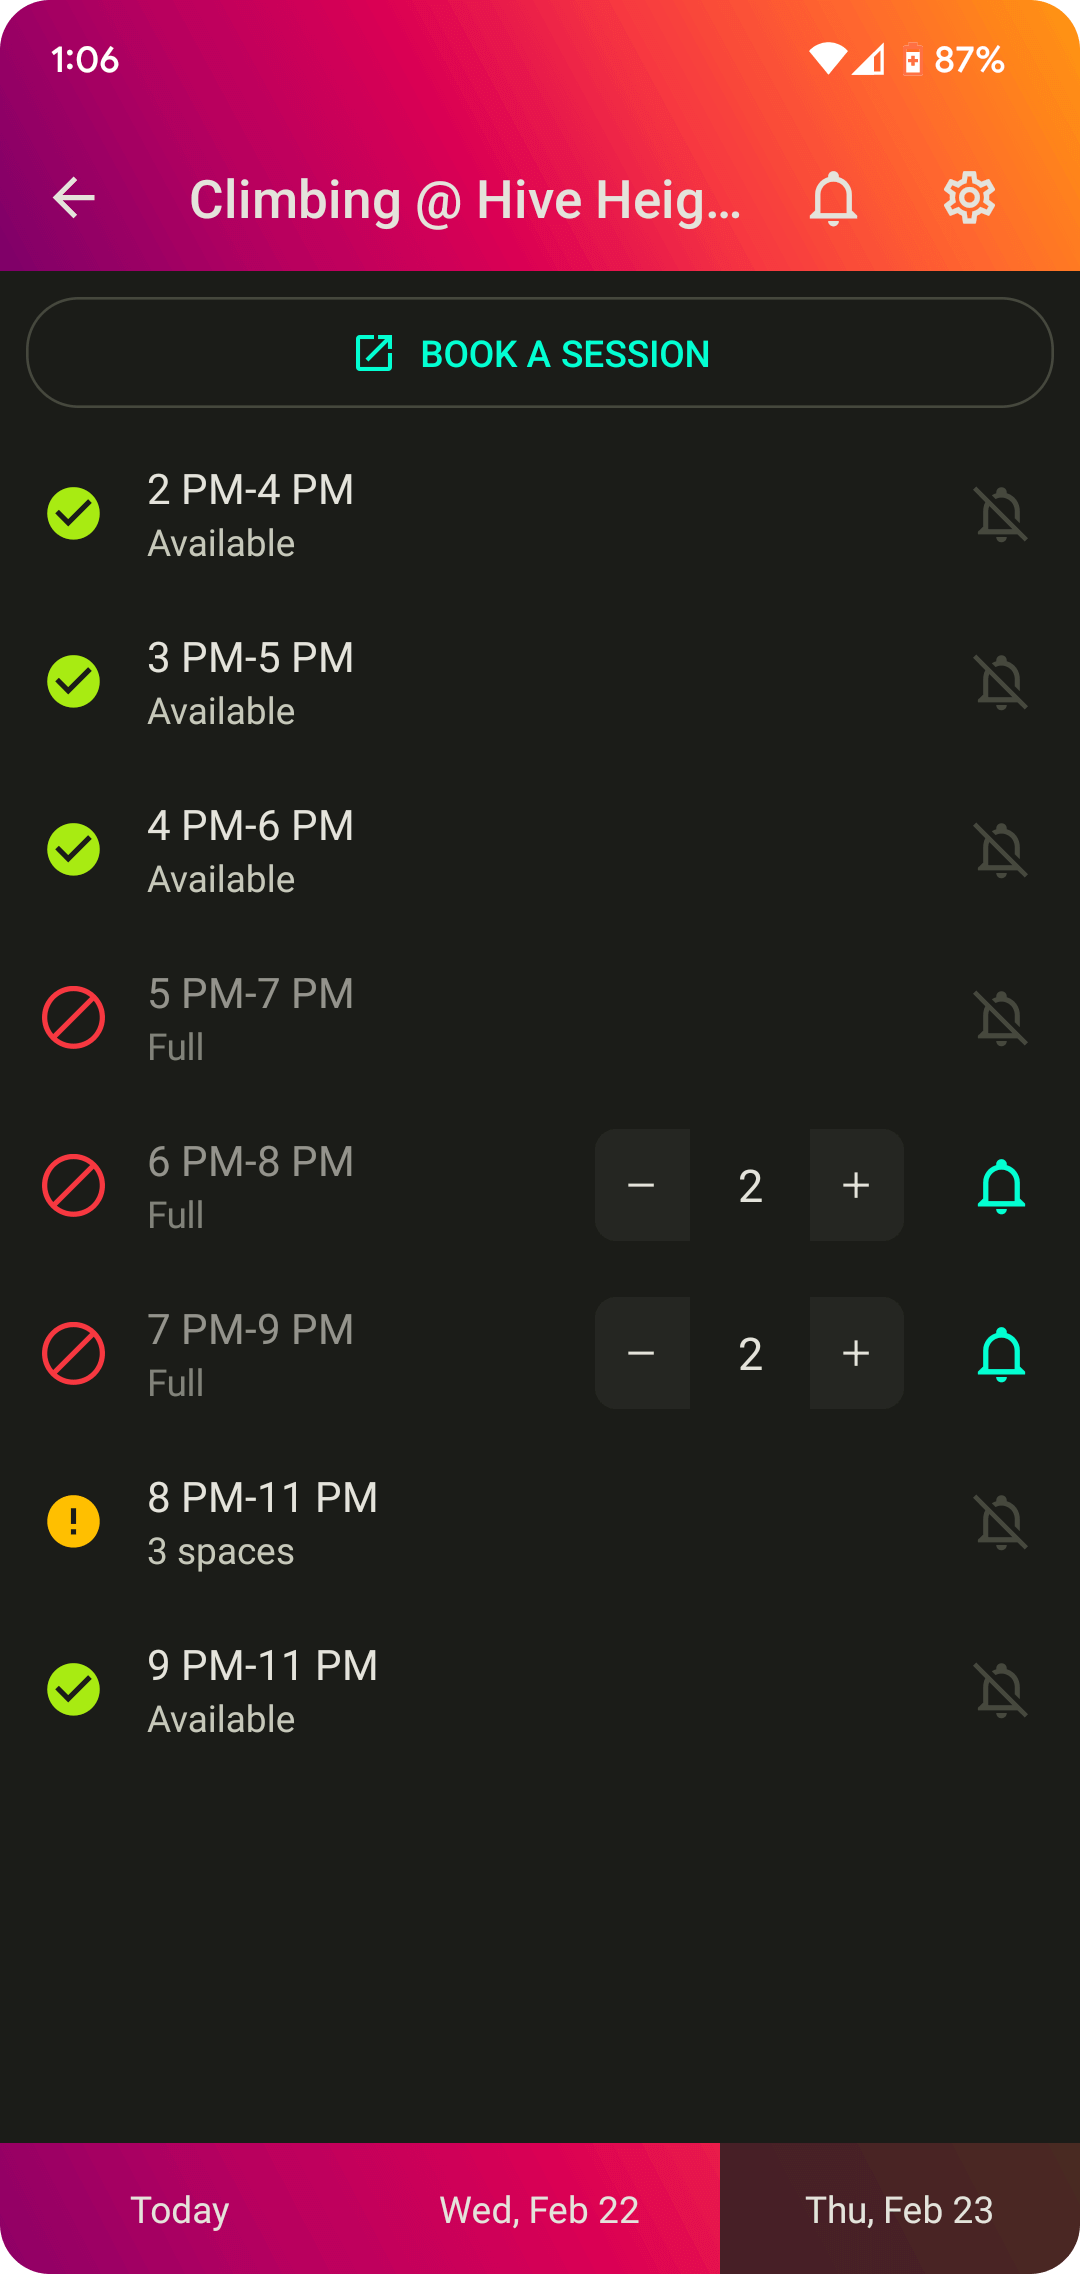 1:06
87%
Climbing @ Hive Heig...
BOOK A SESSION
2 PM-4 PM
Available
3 PM-5 PM
Available
4 PM-6 PM
Available
5 PM-7 PM
Full
6 PM-8 PM
Full
− 2 +
7 PM-9 PM
Full
− 2 +
8 PM-11 PM
3 spaces
9 PM-11 PM
Available
Today
Wed, Feb 22
Thu, Feb 23